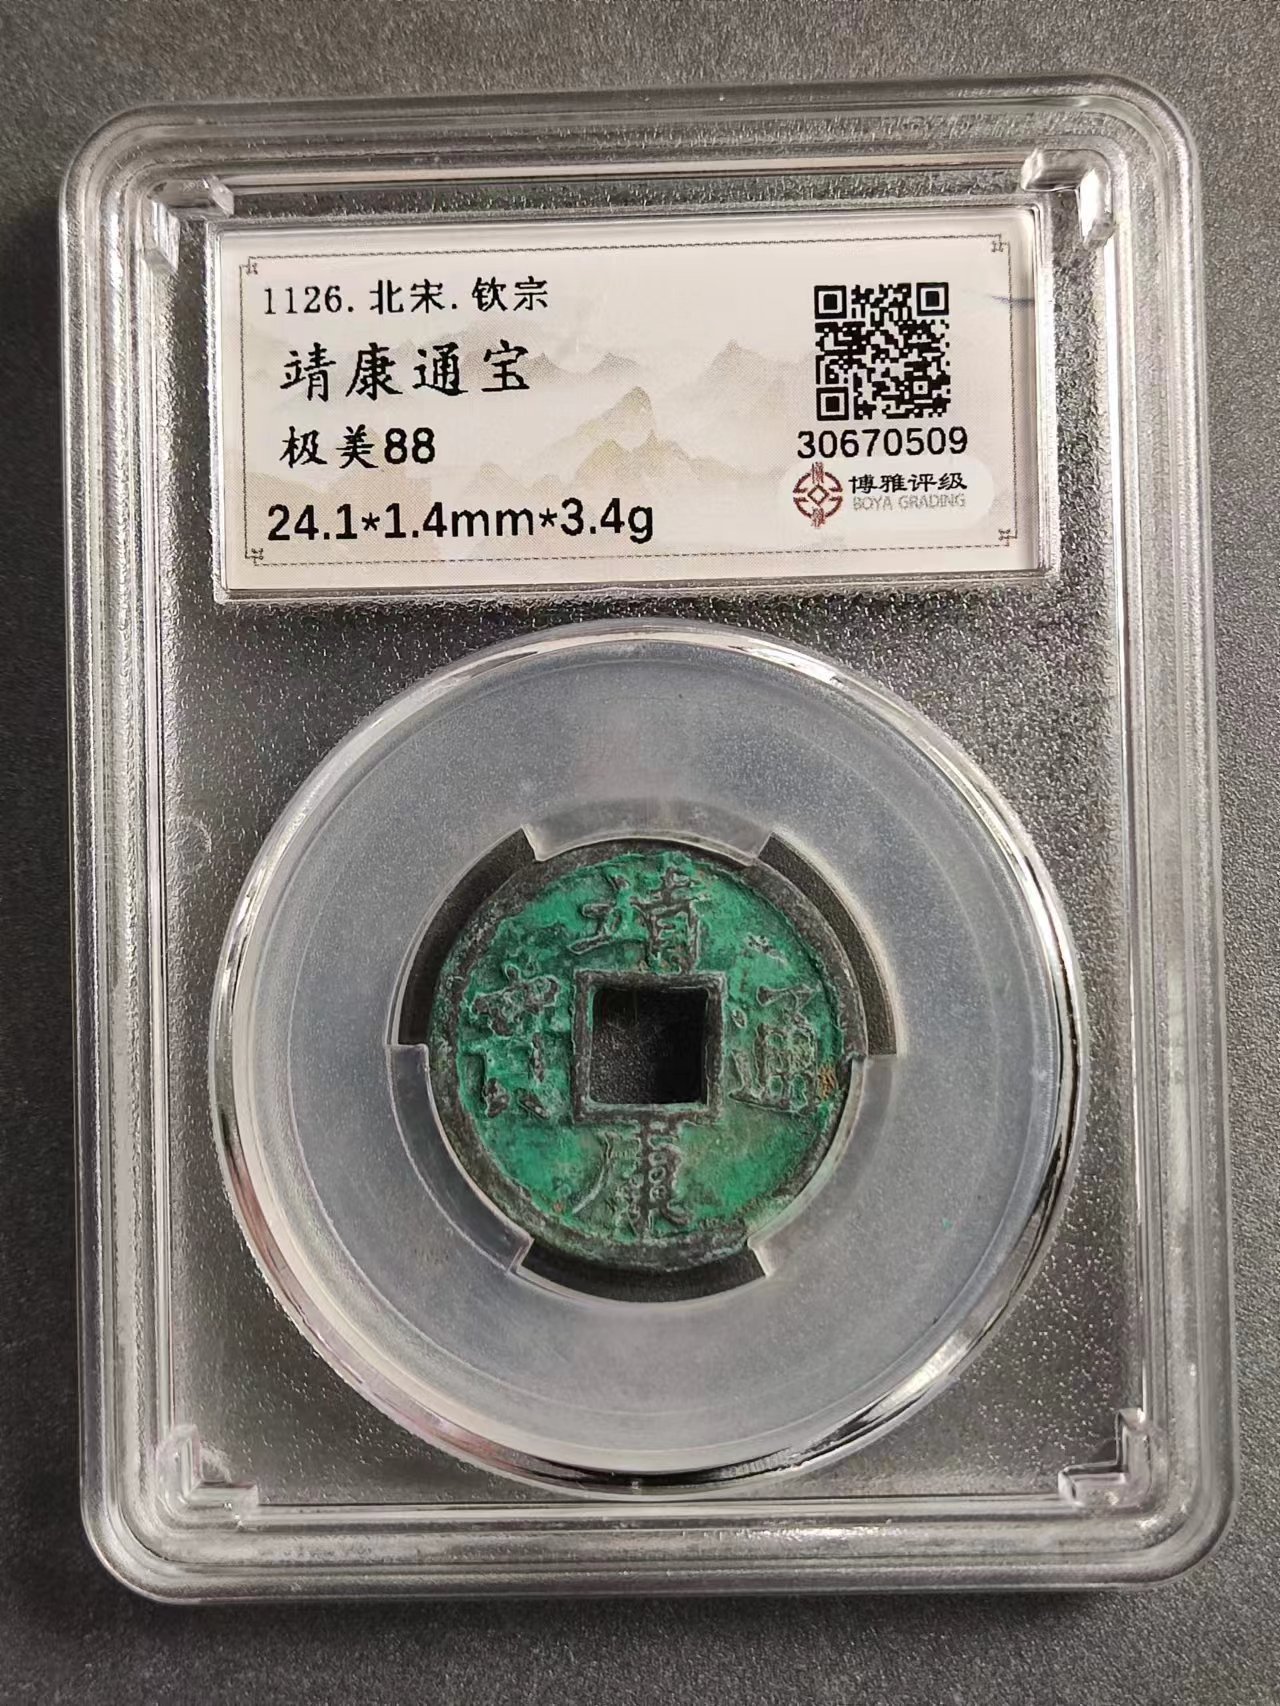 1126.北宋.钦宗
靖康通宝
极美88
24.1*1.4mm*3.4g
30670509
博雅评级
BOYA GRADING
靖
康
通
寳